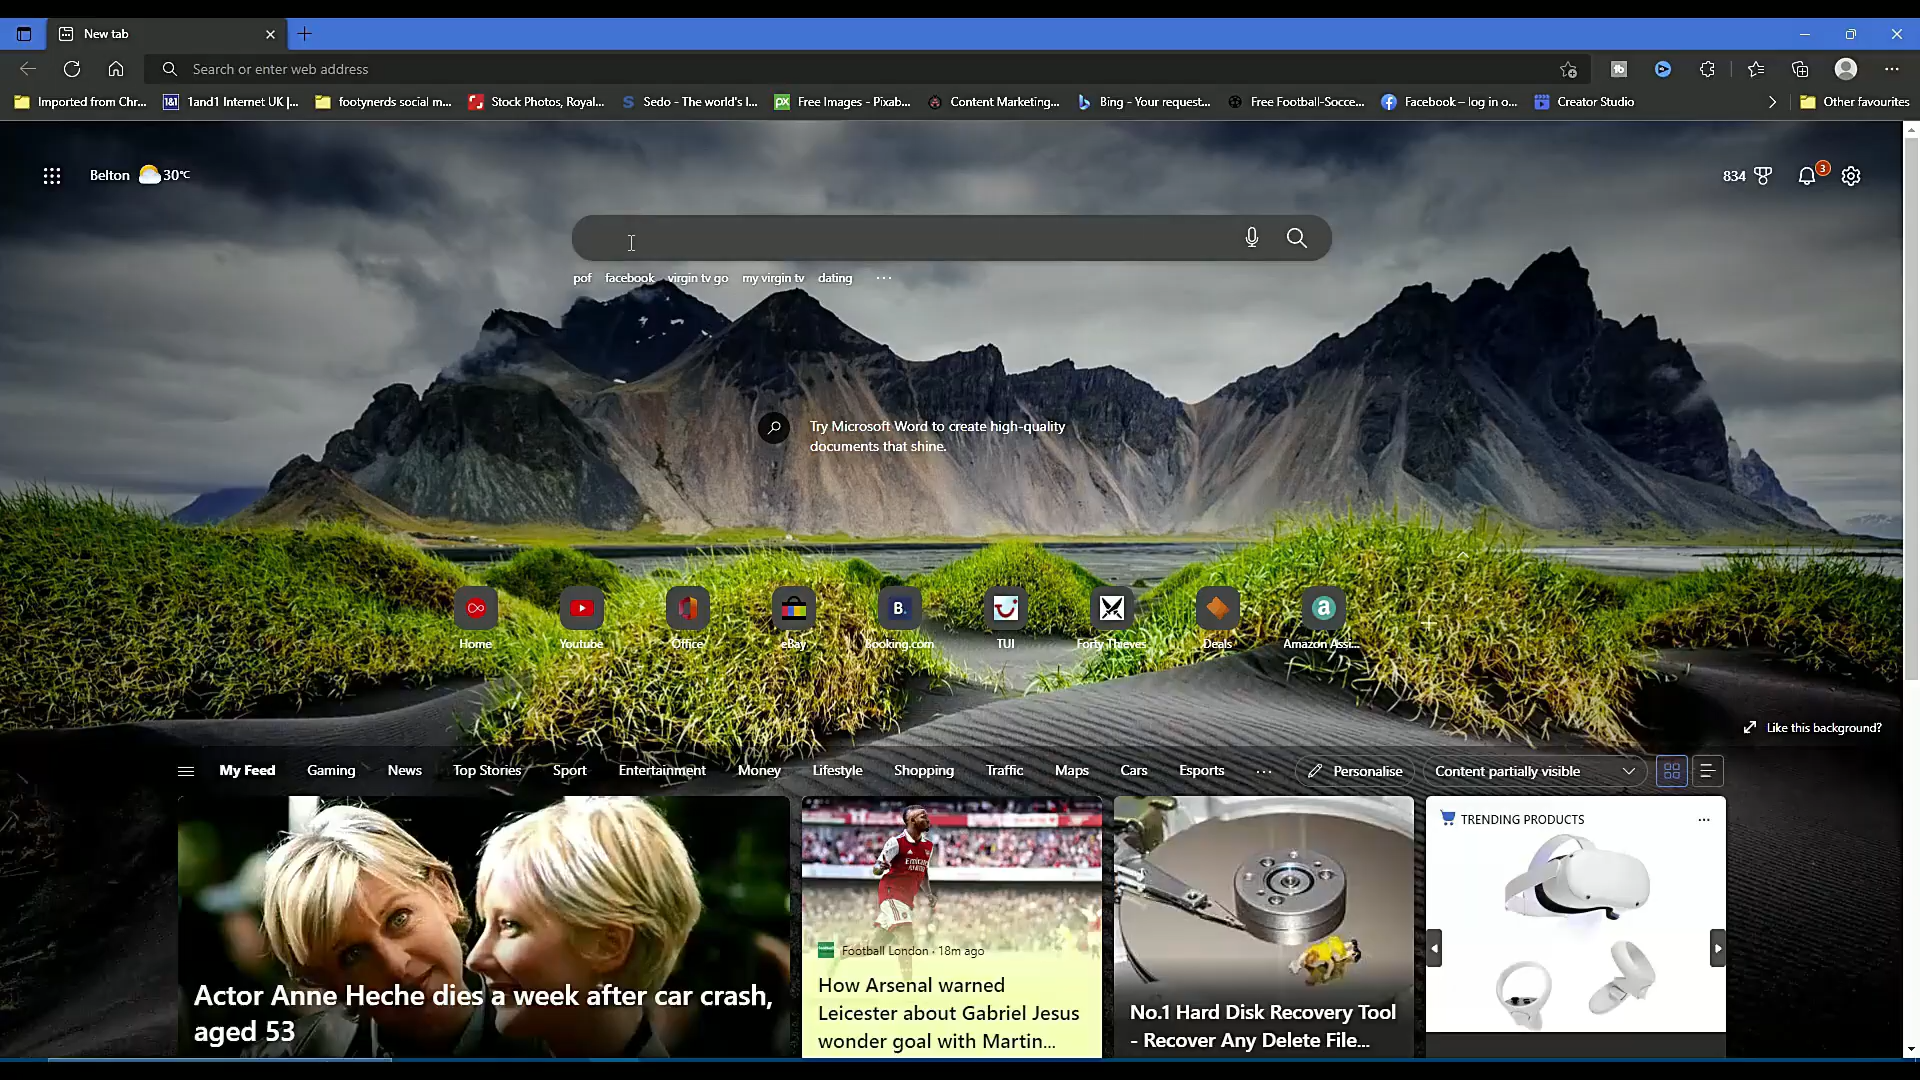 New tab
Search or enter web address
Imported from Chr...
1&1
1and1 Internet UK |...
footynerds social m...
Stock Photos, Royal...
S
Sedo - The world's l...
px
Free Images - Pixab...
Content Marketing...
Bing - Your request...
Free Football-Socce...
Facebook – log in o...
Creator Studio
Other favourites
Belton
30°C
834
3
pof
facebook
virgin tv go
my virgin tv
dating
...
Try Microsoft Word to create high-quality
documents that shine.
B.
a
Home
Youtube
Office
eBay
Booking.com
TUI
Forty Thieves
Deals
Amazon Assi...
Like this background?
My Feed
Gaming
News
Top Stories
Sport
Entertainment
Money
Lifestyle
Shopping
Traffic
Maps
Cars
Esports
...
Personalise
Content partially visible
Actor Anne Heche dies a week after car crash,
aged 53
Football London · 18m ago
How Arsenal warned
Leicester about Gabriel Jesus
wonder goal with Martin...
No.1 Hard Disk Recovery Tool
- Recover Any Delete File...
TRENDING PRODUCTS
...